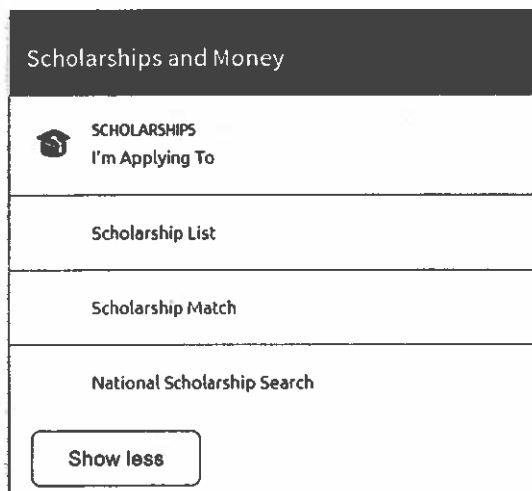 Scholarships and Money
SCHOLARSHIPS
I'm Applying To
Scholarship List
Scholarship Match
National Scholarship Search
Show less